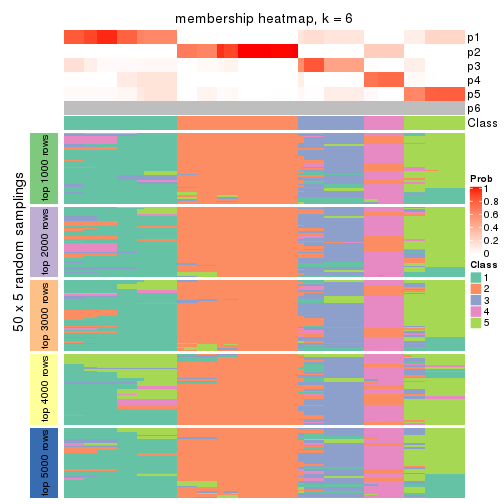 membership heatmap, k = 6
p1
p2
p3
p4
p5
p6
Class
50 x 5 random samplings
top 1000 rows
top 2000 rows
top 3000 rows
top 4000 rows
top 5000 rows
Prob
1
0.8
0.6
0.4
0.2
0
Class
1
2
3
4
5